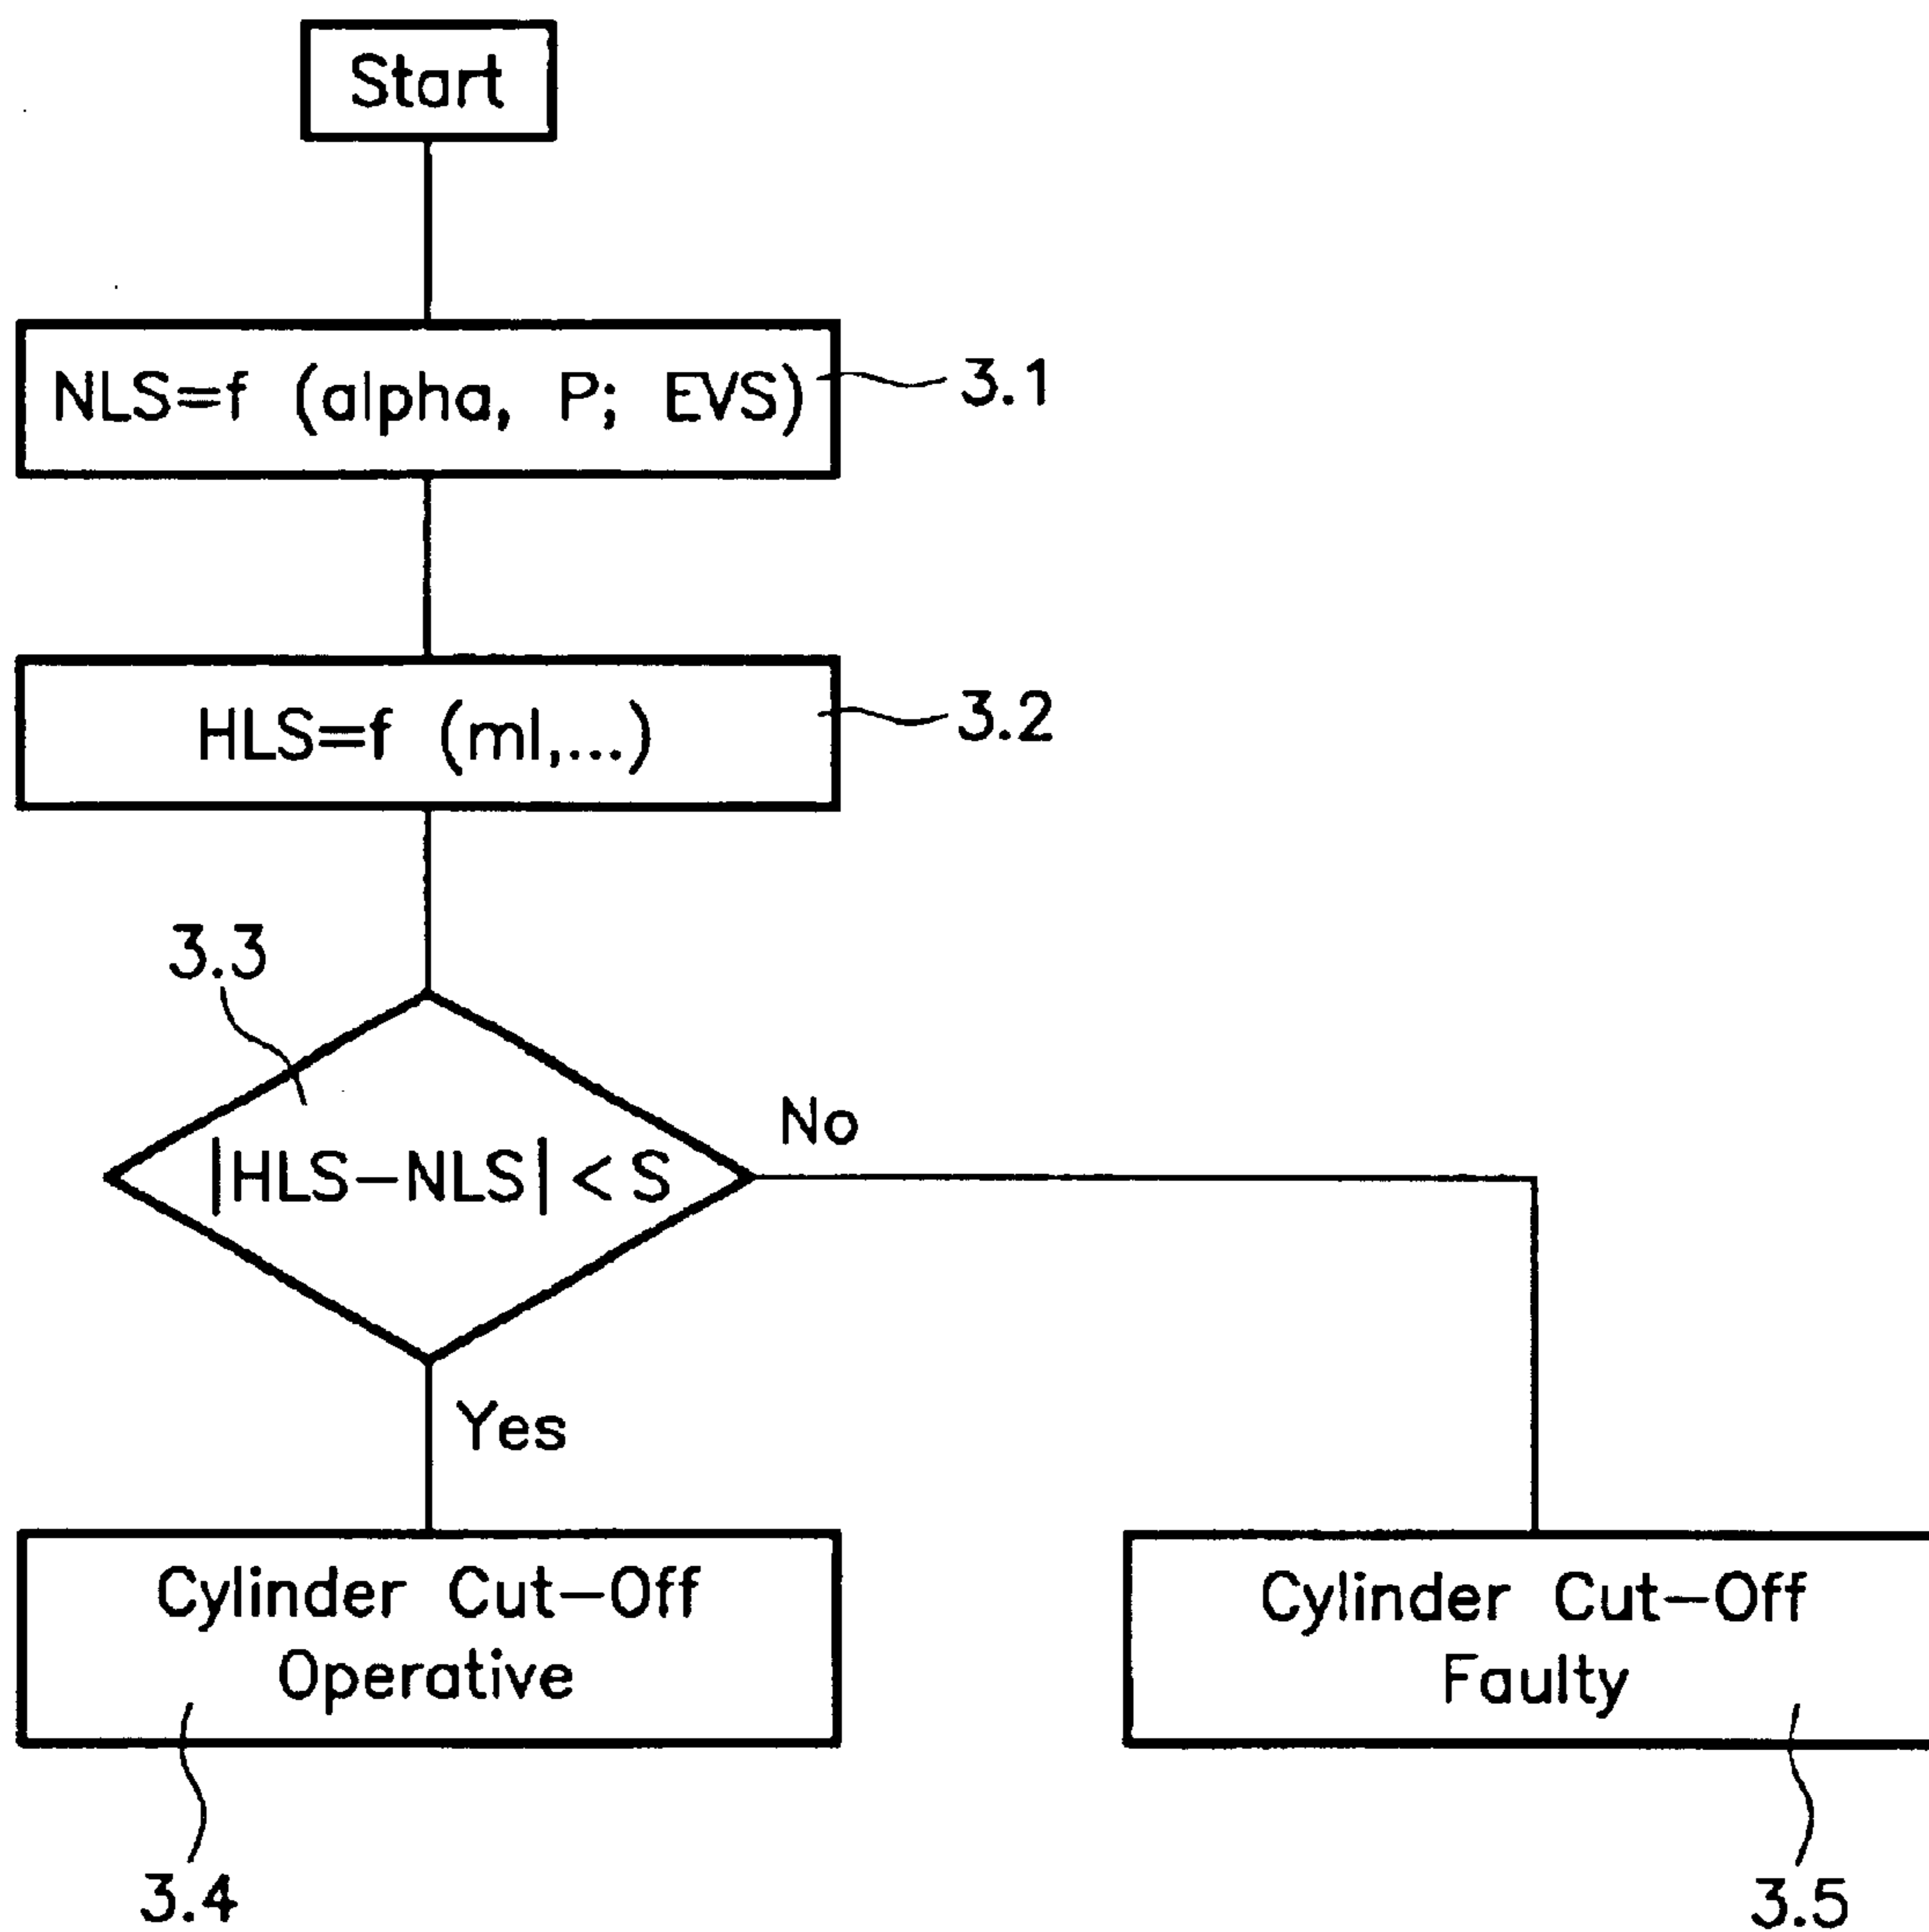 Start
NLS=f (alpha, P; EVS)
3.1
HLS=f (ml,...)
3.2
3.3
|HLS-NLS| < S
No
Yes
Cylinder Cut-Off
Operative
Cylinder Cut-Off
Faulty
3.4
3.5